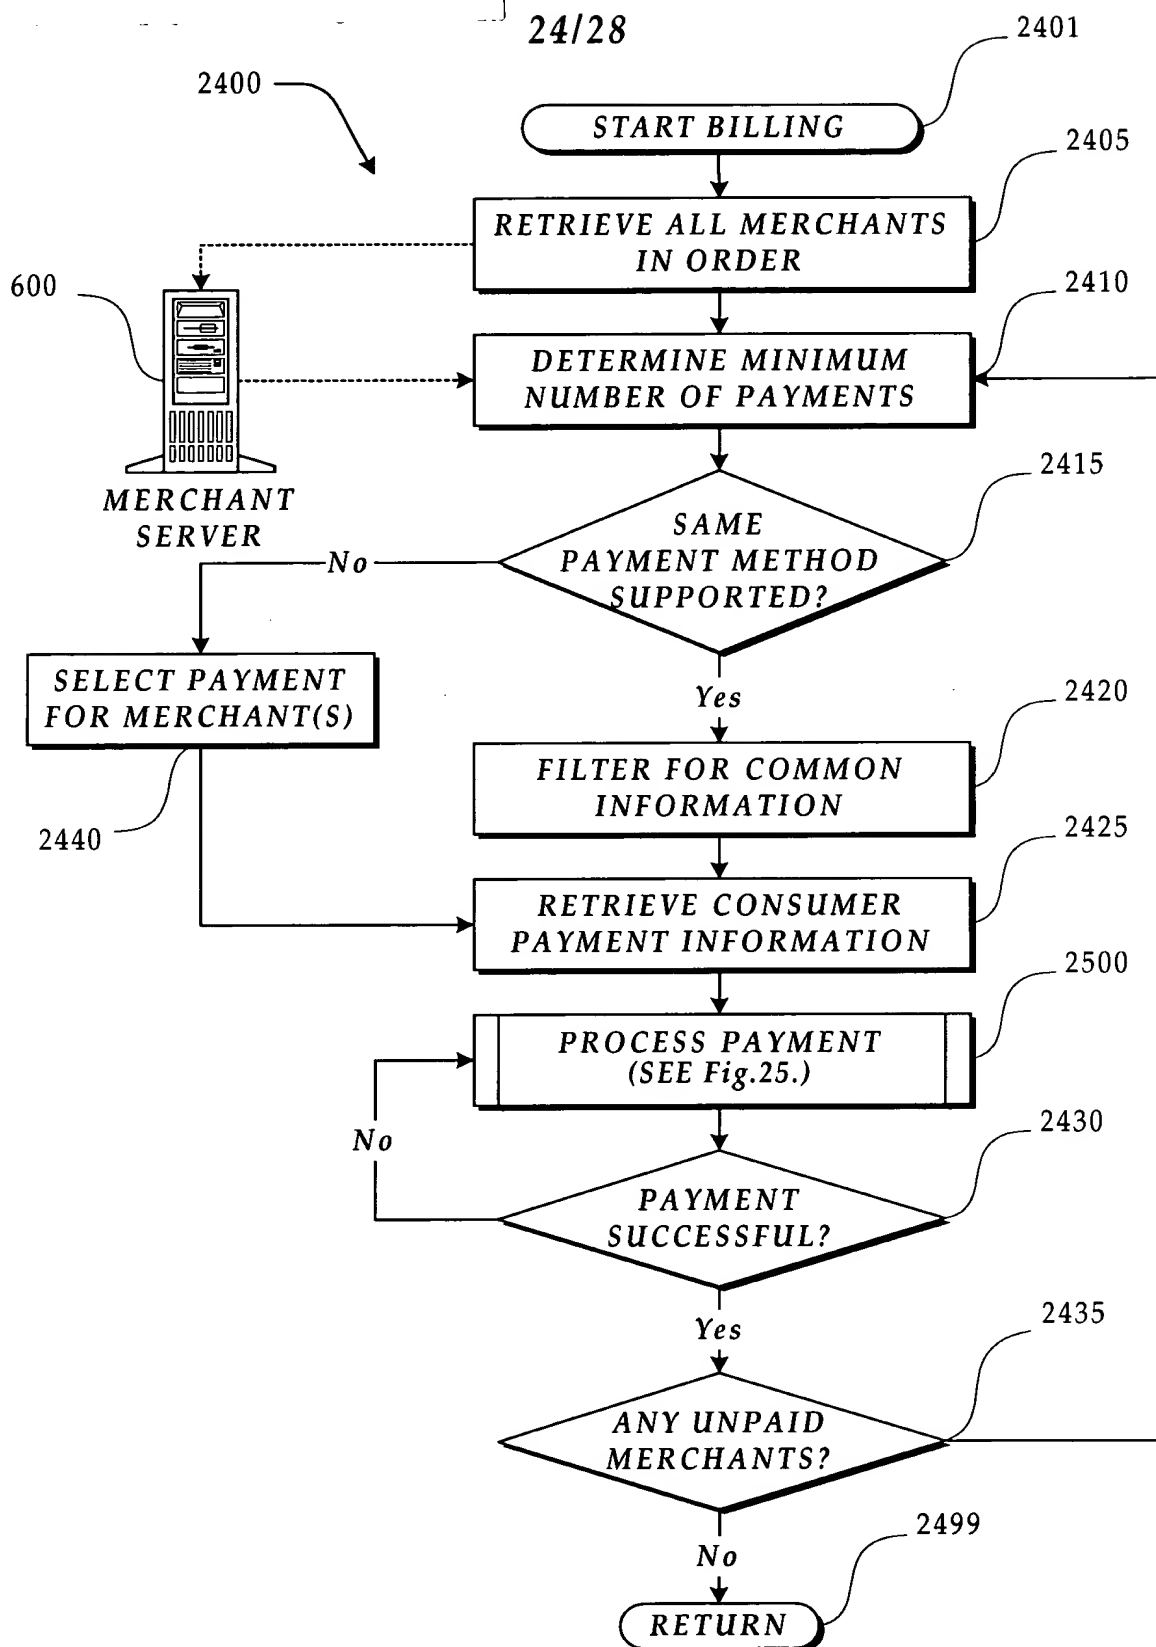 24/28
2401
2400
START BILLING
2405
RETRIEVE ALL MERCHANTS
IN ORDER
600
2410
DETERMINE MINIMUM
NUMBER OF PAYMENTS
2415
MERCHANT
SERVER
SAME
PAYMENT METHOD
SUPPORTED?
No
SELECT PAYMENT
FOR MERCHANT(S)
Yes
2420
FILTER FOR COMMON
INFORMATION
2440
2425
RETRIEVE CONSUMER
PAYMENT INFORMATION
2500
PROCESS PAYMENT
(SEE Fig.25.)
No
2430
PAYMENT
SUCCESSFUL?
Yes
2435
ANY UNPAID
MERCHANTS?
2499
No
RETURN